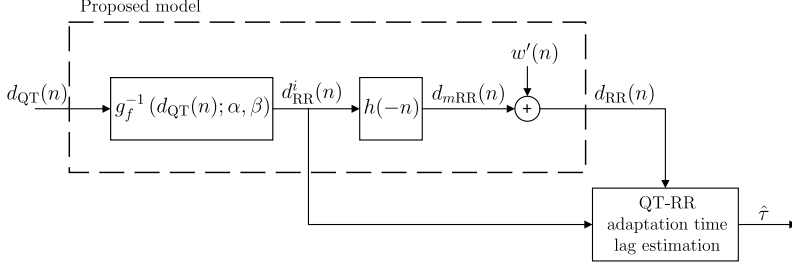 Proposed model
w′(n)
d_QT(n)
g_f^{-1} (d_QT(n); α, β)
d^i_RR(n)
h(−n)
d_mRR(n)
+
d_RR(n)
QT-RR
adaptation time
lag estimation
τ̂